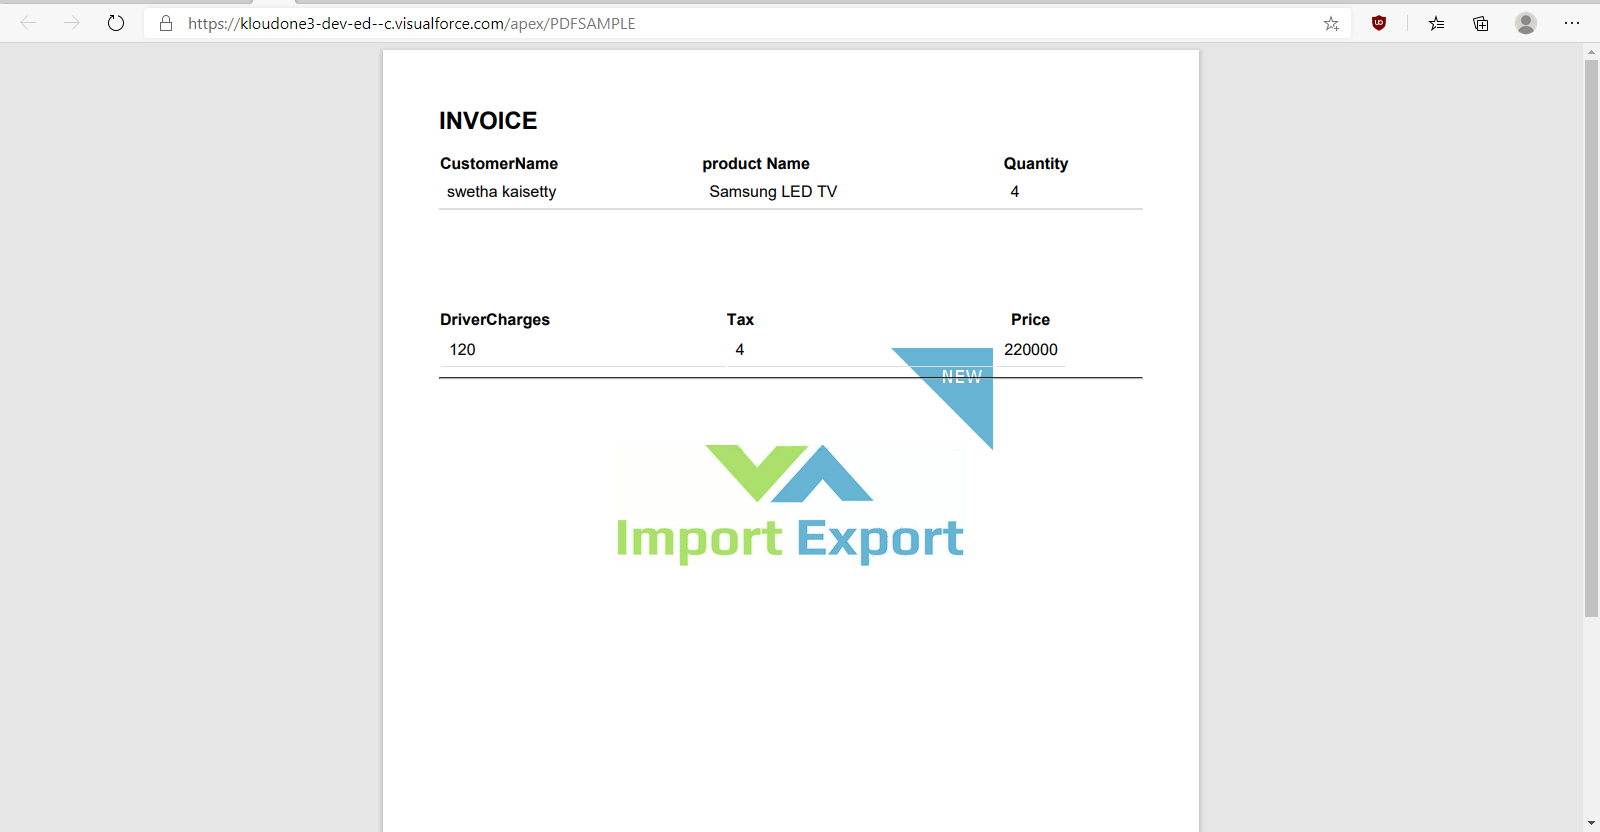 https://kloudone3-dev-ed--c.visualforce.com/apex/PDFSAMPLE
INVOICE
CustomerName product Name Quantity
swetha kaisetty Samsung LED TV 4
DriverCharges Tax Price
120 4 220000
NEW
Import Export